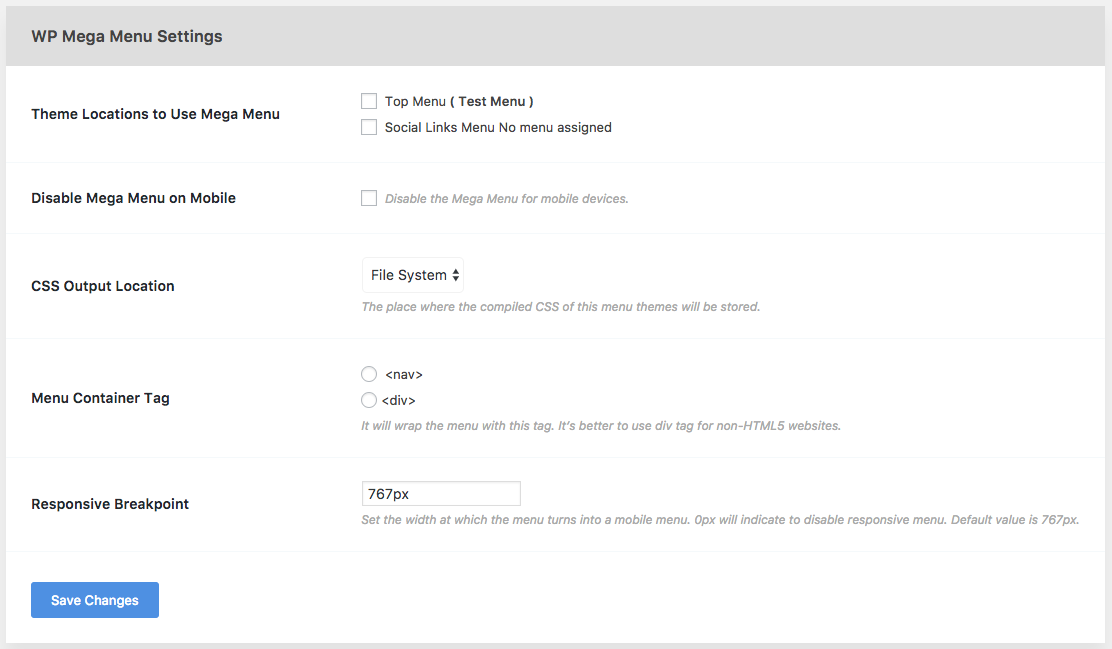 WP Mega Menu Settings
Theme Locations to Use Mega Menu
Top Menu ( Test Menu )
Social Links Menu No menu assigned
Disable Mega Menu on Mobile
Disable the Mega Menu for mobile devices.
CSS Output Location
File System
The place where the compiled CSS of this menu themes will be stored.
Menu Container Tag
<nav>
<div>
It will wrap the menu with this tag. It's better to use div tag for non-HTML5 websites.
Responsive Breakpoint
767px
Set the width at which the menu turns into a mobile menu. 0px will indicate to disable responsive menu. Default value is 767px.
Save Changes